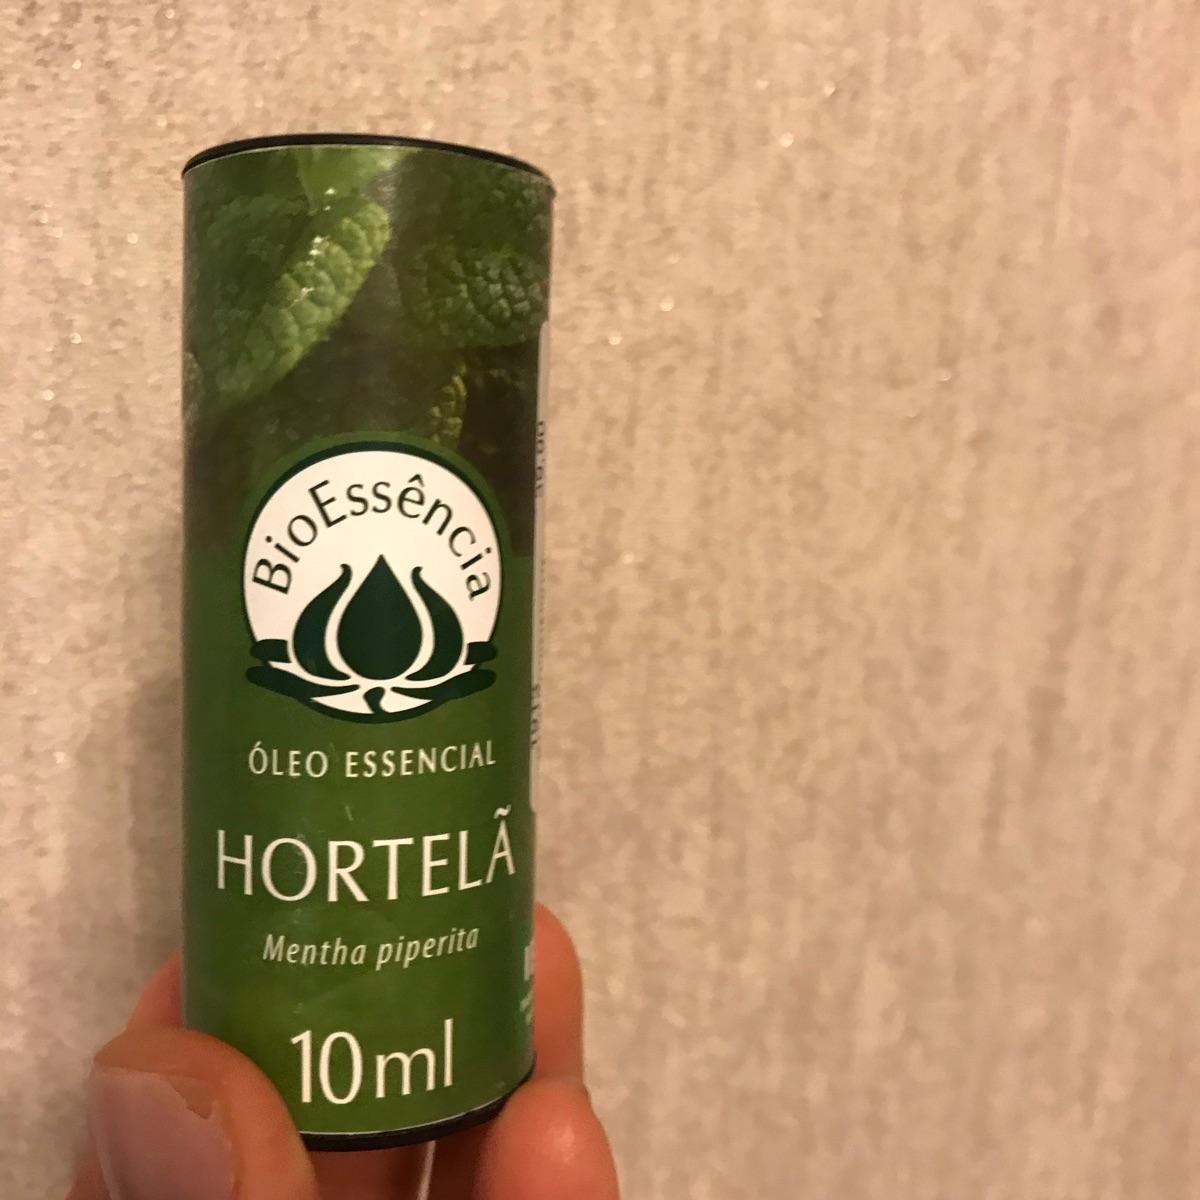 BioEssência
ÓLEO ESSENCIAL
HORTELÃ
Mentha piperita
10ml